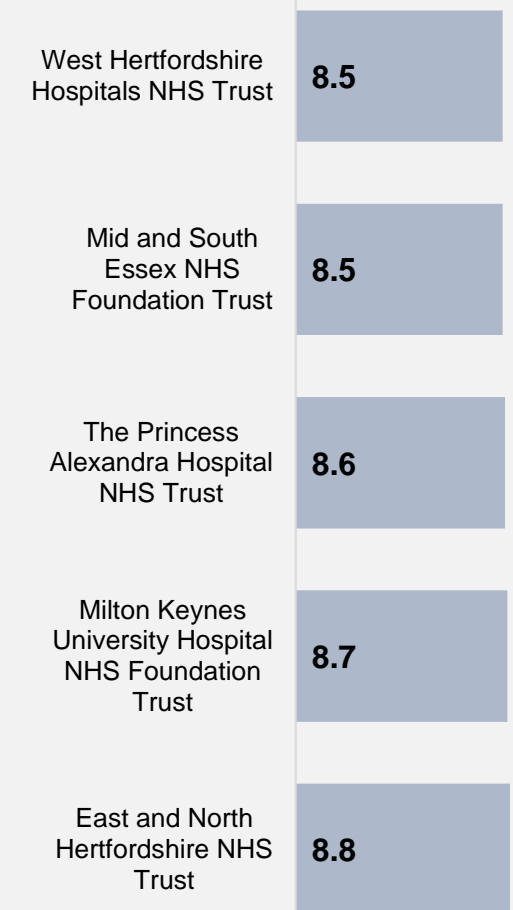 West Hertfordshire
Hospitals NHS Trust
8.5
Mid and South
Essex NHS
Foundation Trust
8.5
The Princess
Alexandra Hospital
NHS Trust
8.6
Milton Keynes
University Hospital
NHS Foundation
Trust
8.7
East and North
Hertfordshire NHS
Trust
8.8